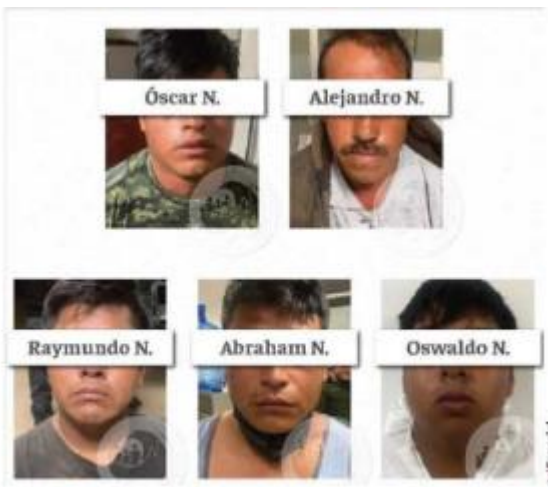 Óscar N.
Alejandro N.
Raymundo N.
Abraham N.
Oswaldo N.